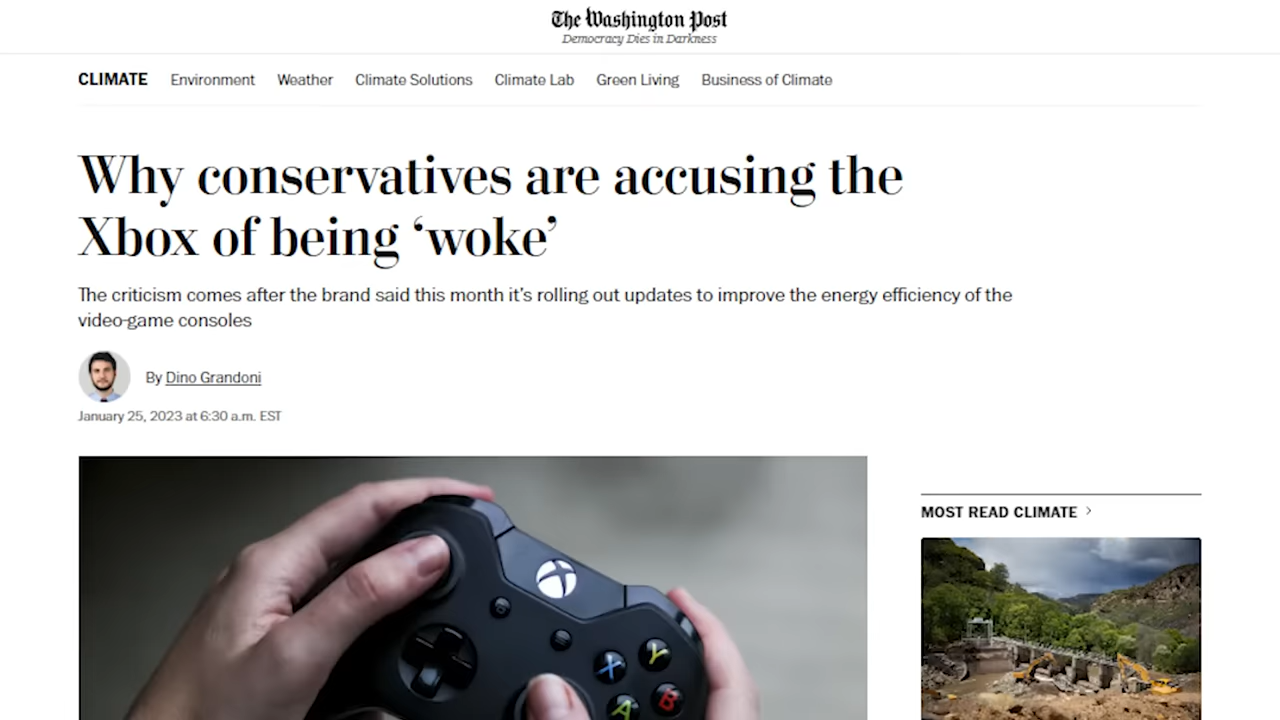 The Washington Post
Democracy Dies in Darkness
CLIMATE Environment Weather Climate Solutions Climate Lab Green Living Business of Climate
Why conservatives are accusing the
Xbox of being ‘woke’
The criticism comes after the brand said this month it’s rolling out updates to improve the energy efficiency of the
video-game consoles
By Dino Grandoni
January 25, 2023 at 6:30 a.m. EST
MOST READ CLIMATE
Y
X
B
A